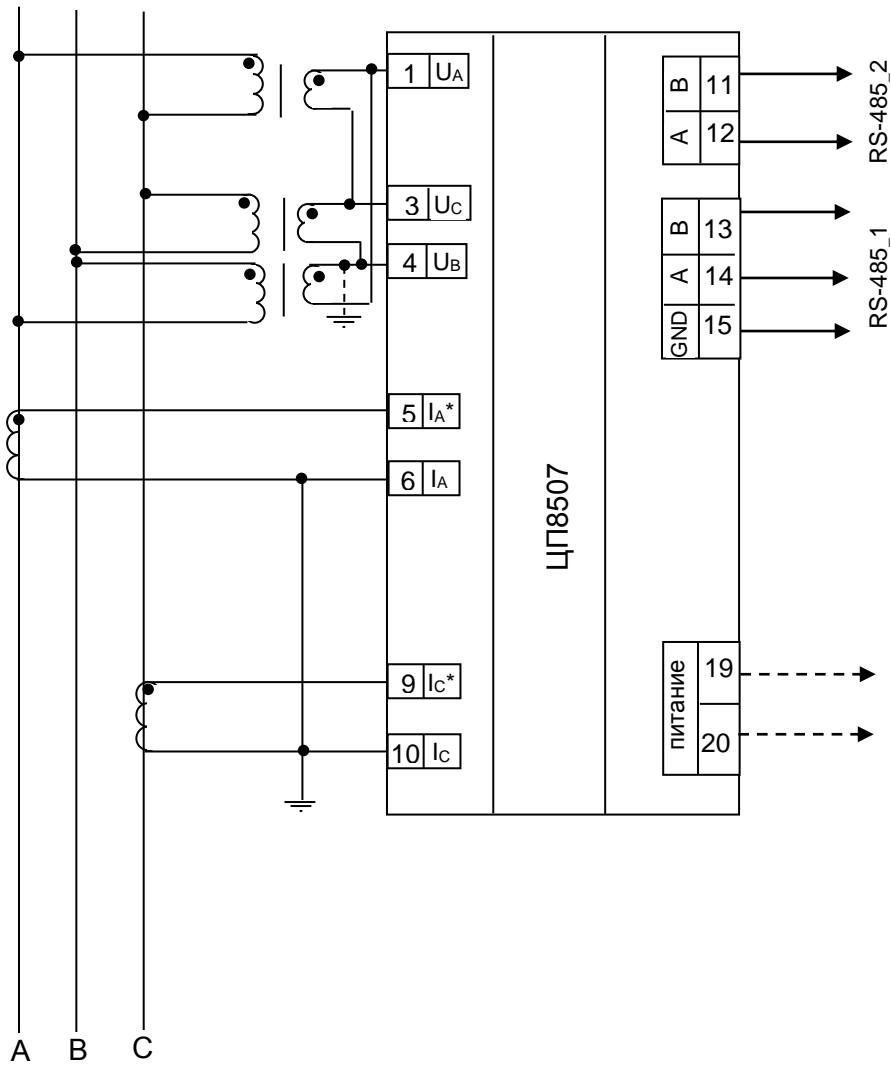 1 UA
3 UC
4 UB
5 IA*
6 IA
9 IC*
10 IC
ЦП8507
B 11
A 12
RS-485_2
B 13
A 14
GND 15
RS-485_1
питание 19
20
A B C